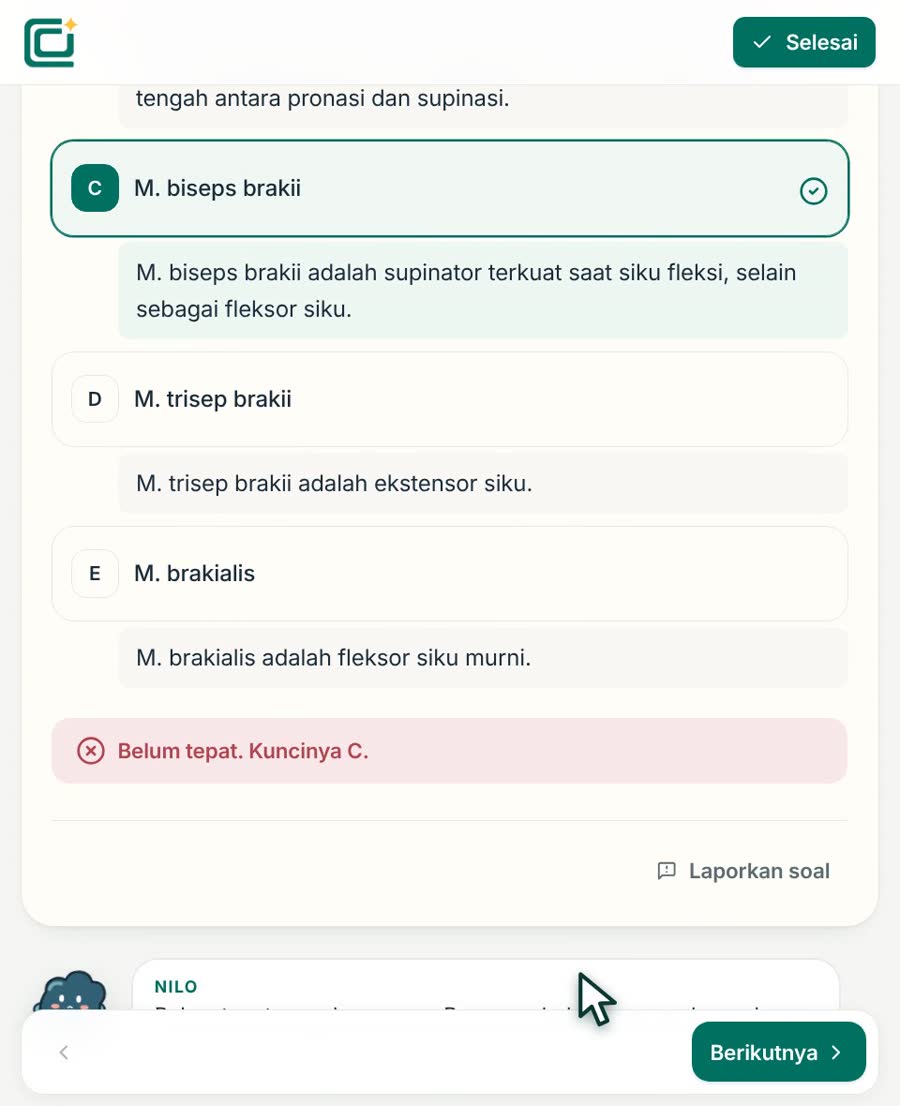 Selesai
tengah antara pronasi dan supinasi.
C
M. biseps brakii
M. biseps brakii adalah supinator terkuat saat siku fleksi, selain
sebagai fleksor siku.
D
M. trisep brakii
M. trisep brakii adalah ekstensor siku.
E
M. brakialis
M. brakialis adalah fleksor siku murni.
Belum tepat. Kuncinya C.
Laporkan soal
NILO
Berikutnya